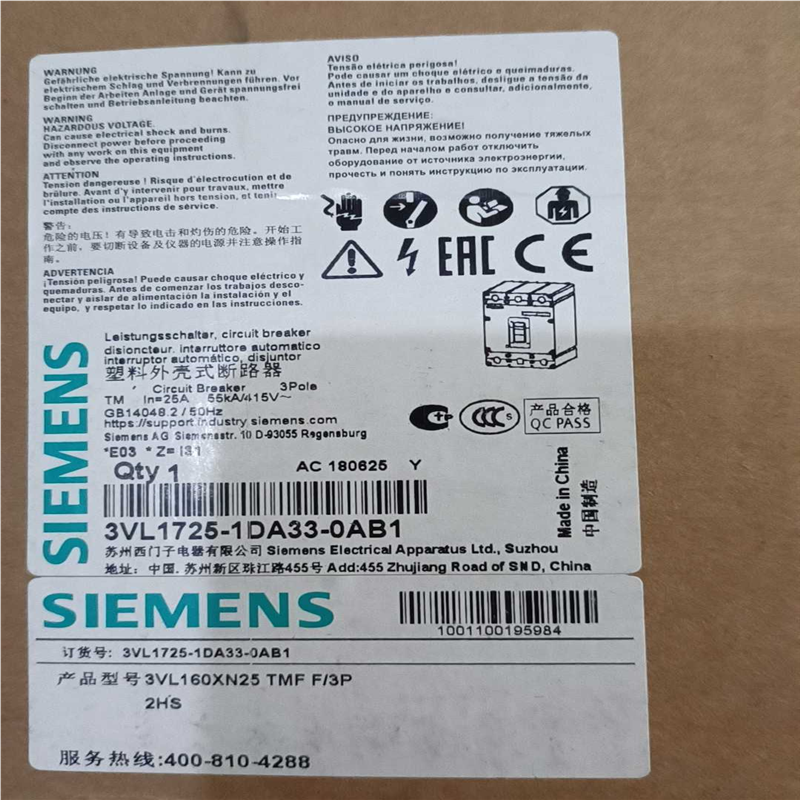 WARNUNG
Gefährliche elektrische Spannung! Kann zu
elektrischem Schlag und Verbrennungen führen. Vor
Beginn der Arbeiten Anlage und Gerät spannungsfrei
schalten und Betriebsanleitung beachten.
WARNING
HAZARDOUS VOLTAGE.
Can cause electrical shock and burns.
Disconnect power before proceeding
with any work on this equipment
and observe the operating instructions.
ATTENTION
Tension dangereuse! Risque d'électrocution et de
brûlure. Avant d'y intervenir pour travaux, mettre
l'installation ou l'appareil hors tension, et tenir
compte des instructions de service.
警告:
危险的电压!有导致电击和灼伤的危险。开始工
作之前,要切断设备及仪器的电源并注意操作指
南。
ADVERTENCIA
¡Tensión peligrosa! Puede causar choque eléctrico y
quemaduras. Antes de comenzar los trabajos desco-
nectar y aislar de alimentación la instalación y el
equipo, y respetar lo indicado en las instrucciones.
AVISO
Tensão elétrica perigosa!
Pode causar um choque elétrico e queimaduras.
Antes de iniciar os trabalhos, desligue a tensão da
unidade e do aparelho e consultar, adicionalmente,
o manual de serviço.
ПРЕДУПРЕЖДЕНИЕ:
ВЫСОКОЕ НАПРЯЖЕНИЕ!
Опасно для жизни, возможно получение тяжелых
травм. Перед началом работ отключить
оборудование от источника электроэнергии,
прочесть и понять инструкцию по эксплуатации.
EAC CE
SIEMENS
Leistungsschalter, circuit breaker
disioncteur. interruttore automatico
interruptor automático, disjuntor
塑料外壳式断路器
Circuit Breaker 3Pole
TM In=25A 55kA/415V~
GB14048.2 / 50Hz
https://support.industry.siemens.com
Siemens AG Siemensstr. 10 D-93055 Regensburg
*E03 * Z= I31
Qty 1 AC 180625 Y
CCC S
产品合格
QC PASS
Made in China
中国制造
3VL1725-1DA33-0AB1
苏州西门子电器有限公司 Siemens Electrical Apparatus Ltd., Suzhou
地址: 中国. 苏州新区珠江路455号 Add:455 Zhujiang Road of SND, China
SIEMENS
1001100195984
订货号: 3VL1725-1DA33-0AB1
产品型号 3VL160XN25 TMF F/3P
2HS
服务热线:400-810-4288